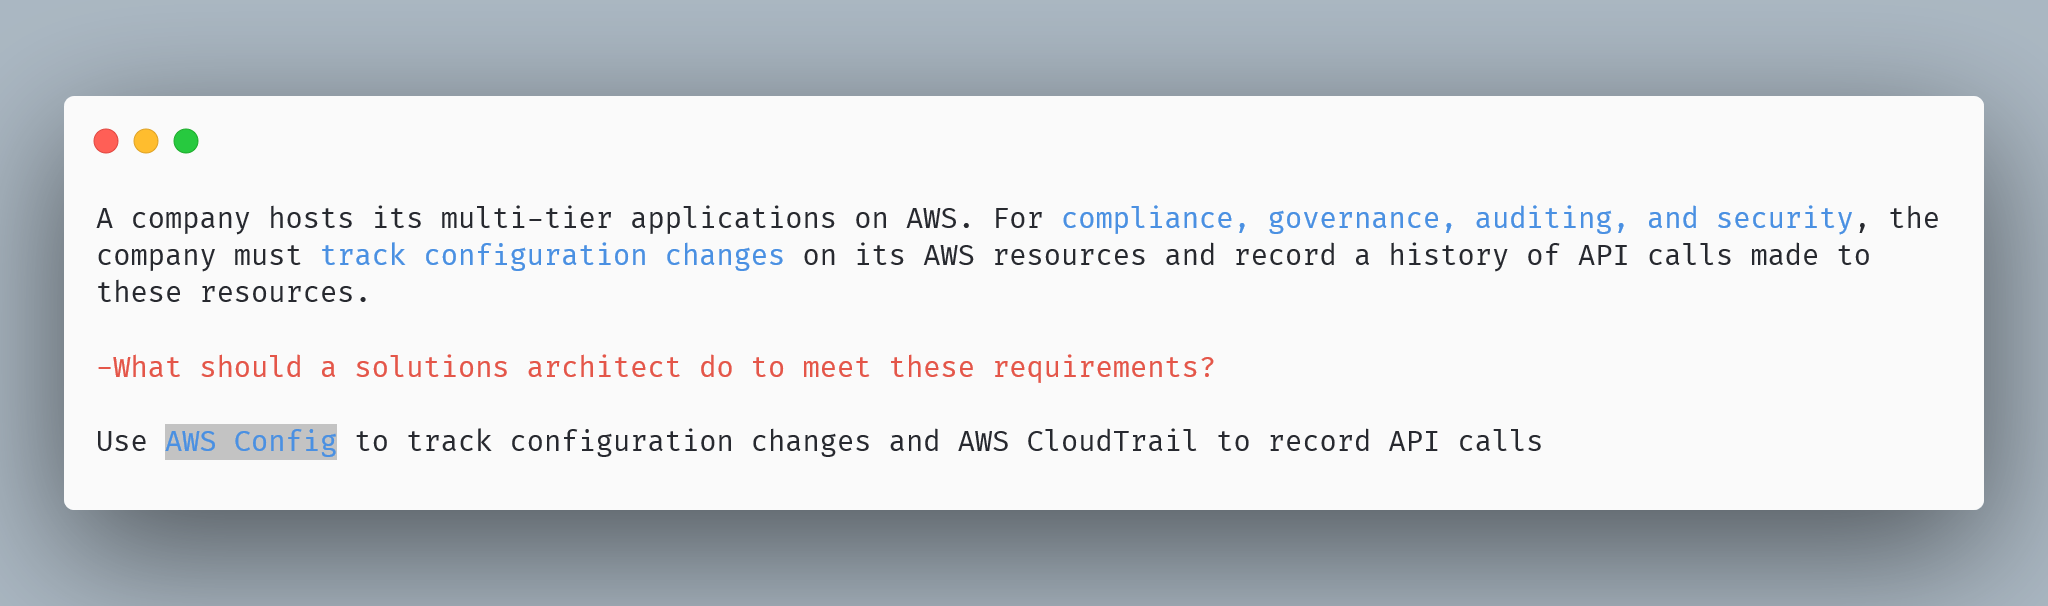 A company hosts its multi-tier applications on AWS. For compliance, governance, auditing, and security, the
company must track configuration changes on its AWS resources and record a history of API calls made to
these resources.
-What should a solutions architect do to meet these requirements?
Use AWS Config to track configuration changes and AWS CloudTrail to record API calls